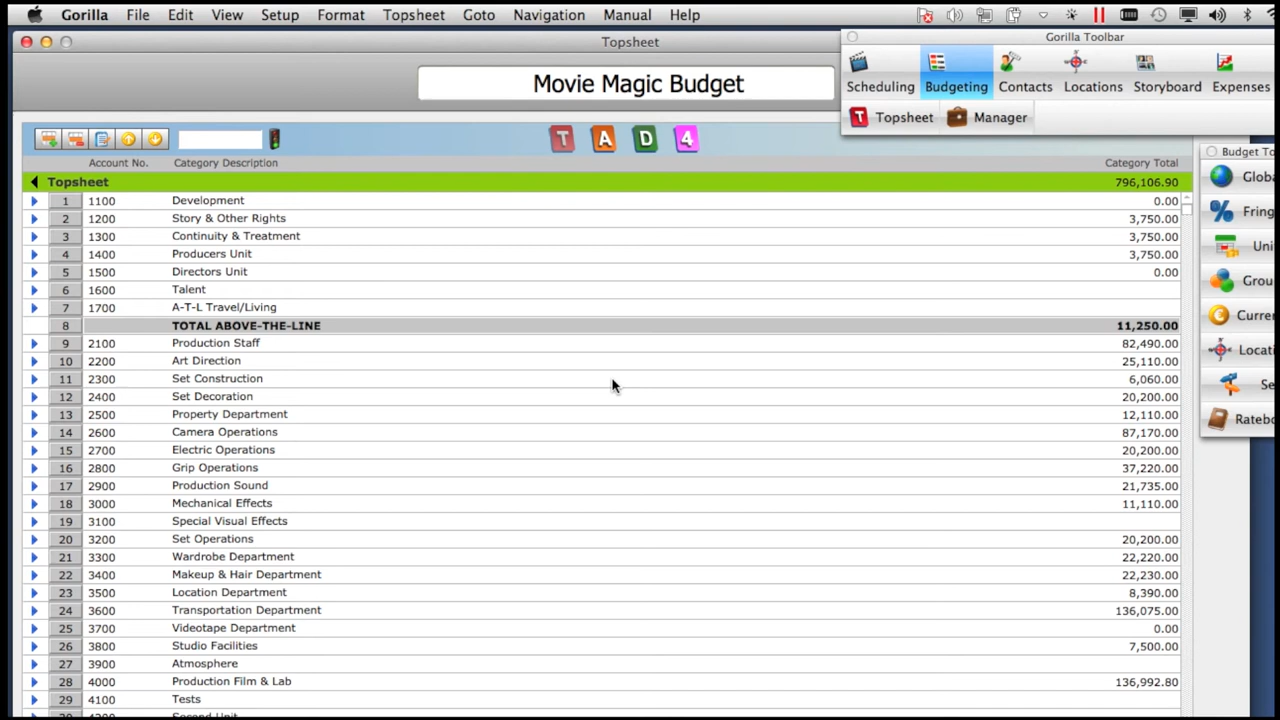 Gorilla File Edit View Setup Format Topsheet Goto Navigation Manual Help
Topsheet
Gorilla Toolbar
Movie Magic Budget
Scheduling Budgeting Contacts Locations Storyboard Expenses
T Topsheet Manager
T A D 4
Budget To
Account No. Category Description Category Total
Topsheet 796,106.90
1 1100 Development 0.00
2 1200 Story & Other Rights 3,750.00
3 1300 Continuity & Treatment 3,750.00
4 1400 Producers Unit 3,750.00
5 1500 Directors Unit 0.00
6 1600 Talent
7 1700 A-T-L Travel/Living
8 TOTAL ABOVE-THE-LINE 11,250.00
9 2100 Production Staff 82,490.00
10 2200 Art Direction 25,110.00
11 2300 Set Construction 6,060.00
12 2400 Set Decoration 20,200.00
13 2500 Property Department 12,110.00
14 2600 Camera Operations 87,170.00
15 2700 Electric Operations 20,200.00
16 2800 Grip Operations 37,220.00
17 2900 Production Sound 21,735.00
18 3000 Mechanical Effects 11,110.00
19 3100 Special Visual Effects
20 3200 Set Operations 20,200.00
21 3300 Wardrobe Department 22,220.00
22 3400 Makeup & Hair Department 22,230.00
23 3500 Location Department 8,390.00
24 3600 Transportation Department 136,075.00
25 3700 Videotape Department 0.00
26 3800 Studio Facilities 7,500.00
27 3900 Atmosphere
28 4000 Production Film & Lab 136,992.80
29 4100 Tests
Globa
% Fring
Uni
Grou
Curre
Locati
Se
Ratebo